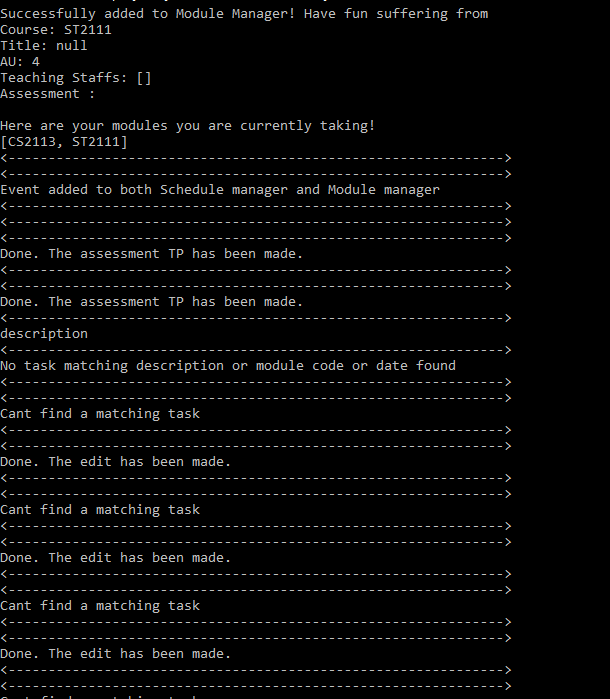 Successfully added to Module Manager! Have fun suffering from
Course: ST2111
Title: null
AU: 4
Teaching Staffs: []
Assessment :
Here are your modules you are currently taking!
[CS2113, ST2111]
<-------------------------------------------------------------->
<-------------------------------------------------------------->
Event added to both Schedule manager and Module manager
<-------------------------------------------------------------->
<-------------------------------------------------------------->
<-------------------------------------------------------------->
Done. The assessment TP has been made.
<-------------------------------------------------------------->
<-------------------------------------------------------------->
Done. The assessment TP has been made.
<-------------------------------------------------------------->
description
<-------------------------------------------------------------->
No task matching description or module code or date found
<-------------------------------------------------------------->
<-------------------------------------------------------------->
Cant find a matching task
<-------------------------------------------------------------->
<-------------------------------------------------------------->
Done. The edit has been made.
<-------------------------------------------------------------->
<-------------------------------------------------------------->
Cant find a matching task
<-------------------------------------------------------------->
<-------------------------------------------------------------->
Done. The edit has been made.
<-------------------------------------------------------------->
<-------------------------------------------------------------->
Cant find a matching task
<-------------------------------------------------------------->
<-------------------------------------------------------------->
Done. The edit has been made.
<-------------------------------------------------------------->
<-------------------------------------------------------------->